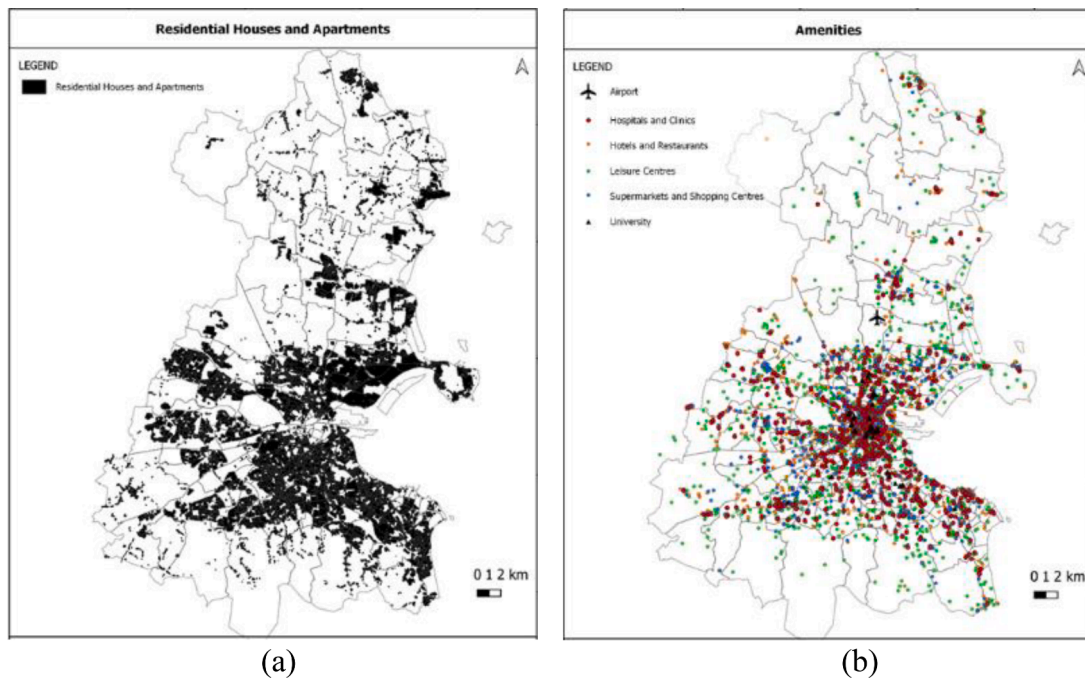 Residential Houses and Apartments
LEGEND
Residential Houses and Apartments
0 1 2 km
(a)
Amenities
LEGEND
Airport
Hospitals and Clinics
Hotels and Restaurants
Leisure Centres
Supermarkets and Shopping Centres
University
0 1 2 km
(b)